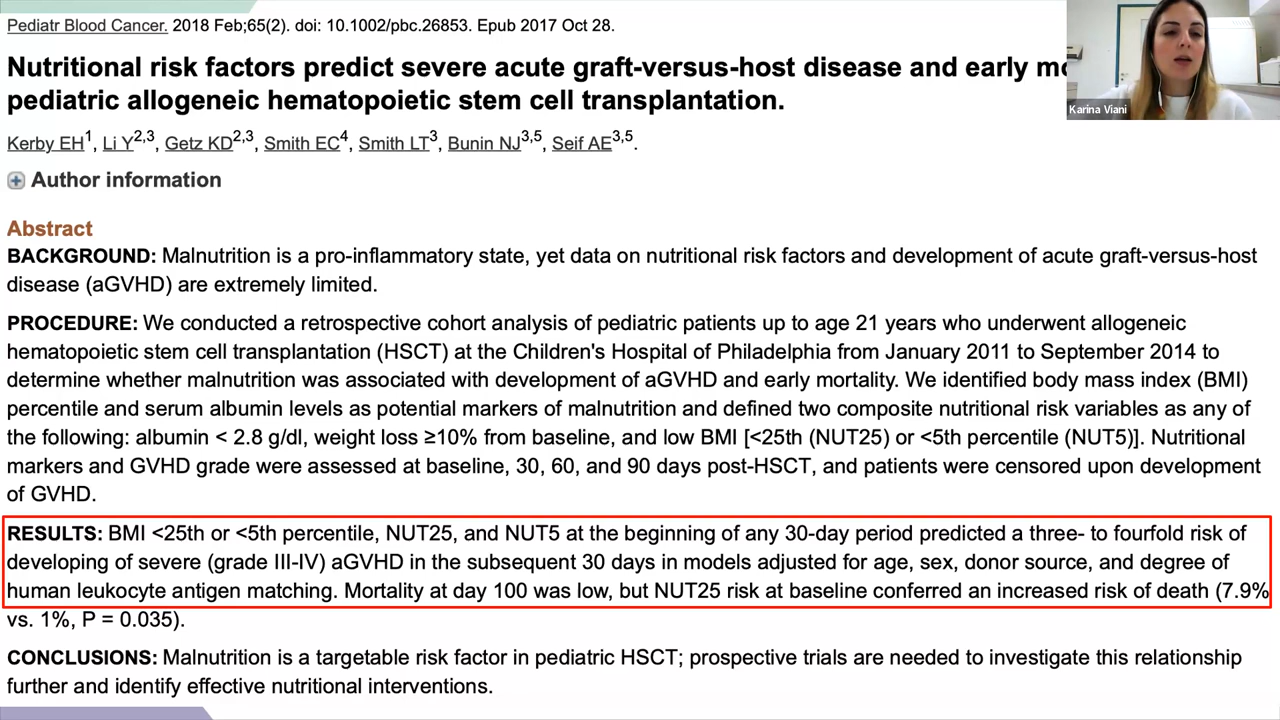 Pediatr Blood Cancer. 2018 Feb;65(2). doi: 10.1002/pbc.26853. Epub 2017 Oct 28.
Nutritional risk factors predict severe acute graft-versus-host disease and early
pediatric allogeneic hematopoietic stem cell transplantation.
Karina Viani
Kerby EH1, Li Y2,3, Getz KD2,3, Smith EC4, Smith LT3, Bunin NJ3,5, Seif AE3,5.
Author information
Abstract
BACKGROUND: Malnutrition is a pro-inflammatory state, yet data on nutritional risk factors and development of acute graft-versus-host
disease (aGVHD) are extremely limited.
PROCEDURE: We conducted a retrospective cohort analysis of pediatric patients up to age 21 years who underwent allogeneic
hematopoietic stem cell transplantation (HSCT) at the Children's Hospital of Philadelphia from January 2011 to September 2014 to
determine whether malnutrition was associated with development of aGVHD and early mortality. We identified body mass index (BMI)
percentile and serum albumin levels as potential markers of malnutrition and defined two composite nutritional risk variables as any of
the following: albumin < 2.8 g/dl, weight loss ≥10% from baseline, and low BMI [<25th (NUT25) or <5th percentile (NUT5)]. Nutritional
markers and GVHD grade were assessed at baseline, 30, 60, and 90 days post-HSCT, and patients were censored upon development
of GVHD.
RESULTS: BMI <25th or <5th percentile, NUT25, and NUT5 at the beginning of any 30-day period predicted a three- to fourfold risk of
developing of severe (grade III-IV) aGVHD in the subsequent 30 days in models adjusted for age, sex, donor source, and degree of
human leukocyte antigen matching. Mortality at day 100 was low, but NUT25 risk at baseline conferred an increased risk of death (7.9%
vs. 1%, P = 0.035).
CONCLUSIONS: Malnutrition is a targetable risk factor in pediatric HSCT; prospective trials are needed to investigate this relationship
further and identify effective nutritional interventions.